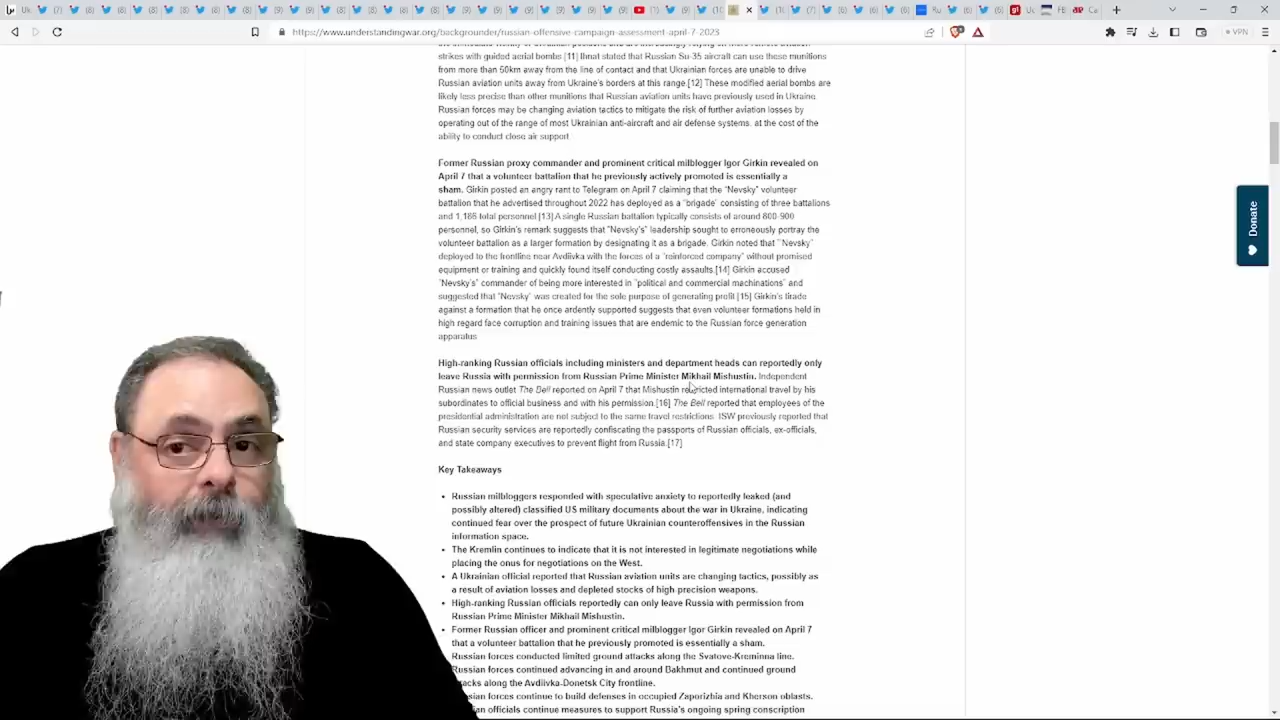 https://www.understandingwar.org/backgrounder/russian-offensive-campaign-assessment-april-7-2023
VPN
strikes with guided aerial bombs.[11] Ihnat stated that Russian Su-35 aircraft can use these munitions
from more than 50km away from the line of contact and that Ukrainian forces are unable to drive
Russian aviation units away from Ukraine's borders at this range.[12] These modified aerial bombs are
likely less precise than other munitions that Russian aviation units have previously used in Ukraine.
Russian forces may be changing aviation tactics to mitigate the risk of further aviation losses by
operating out of the range of most Ukrainian anti-aircraft and air defense systems, at the cost of the
ability to conduct close air support
Former Russian proxy commander and prominent critical milblogger Igor Girkin revealed on
April 7 that a volunteer battalion that he previously actively promoted is essentially a
sham. Girkin posted an angry rant to Telegram on April 7 claiming that the "Nevsky" volunteer
battalion that he advertised throughout 2022 has deployed as a "brigade" consisting of three battalions
and 1,186 total personnel.[13] A single Russian battalion typically consists of around 800-900
personnel, so Girkin's remark suggests that "Nevsky's" leadership sought to erroneously portray the
volunteer battalion as a larger formation by designating it as a brigade. Girkin noted that "Nevsky"
deployed to the frontline near Avdiivka with the forces of a "reinforced company" without promised
equipment or training and quickly found itself conducting costly assaults.[14] Girkin accused
"Nevsky's" commander of being more interested in "political and commercial machinations" and
suggested that "Nevsky" was created for the sole purpose of generating profit.[15] Girkin's tirade
against a formation that he once ardently supported suggests that even volunteer formations held in
high regard face corruption and training issues that are endemic to the Russian force generation
apparatus
High-ranking Russian officials including ministers and department heads can reportedly only
leave Russia with permission from Russian Prime Minister Mikhail Mishustin. Independent
Russian news outlet The Bell reported on April 7 that Mishustin restricted international travel by his
subordinates to official business and with his permission.[16] The Bell reported that employees of the
presidential administration are not subject to the same travel restrictions. ISW previously reported that
Russian security services are reportedly confiscating the passports of Russian officials, ex-officials,
and state company executives to prevent flight from Russia.[17]
Key Takeaways
• Russian milbloggers responded with speculative anxiety to reportedly leaked (and
possibly altered) classified US military documents about the war in Ukraine, indicating
continued fear over the prospect of future Ukrainian counteroffensives in the Russian
information space.
• The Kremlin continues to indicate that it is not interested in legitimate negotiations while
placing the onus for negotiations on the West.
• A Ukrainian official reported that Russian aviation units are changing tactics, possibly as
a result of aviation losses and depleted stocks of high-precision weapons.
• High-ranking Russian officials reportedly can only leave Russia with permission from
Russian Prime Minister Mikhail Mishustin.
• Former Russian officer and prominent critical milblogger Igor Girkin revealed on April 7
that a volunteer battalion that he previously promoted is essentially a sham.
Russian forces conducted limited ground attacks along the Svatove-Kreminna line.
Russian forces continued advancing in and around Bakhmut and continued ground
along the Avdiivka-Donetsk City frontline.
forces continue to build defenses in occupied Zaporizhia and Kherson oblasts.
officials continue measures to support Russia's ongoing spring conscription
Donate